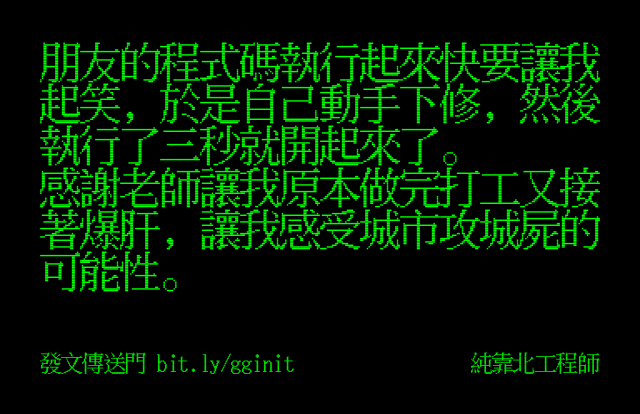 朋友的程式碼執行起來快要讓我
起笑，於是自己動手下修，然後
執行了三秒就開起來了。
感謝老師讓我原本做完打工又接
著爆肝，讓我感受城市攻城屍的
可能性。
發文傳送門 bit.ly/gginit
純靠北工程師